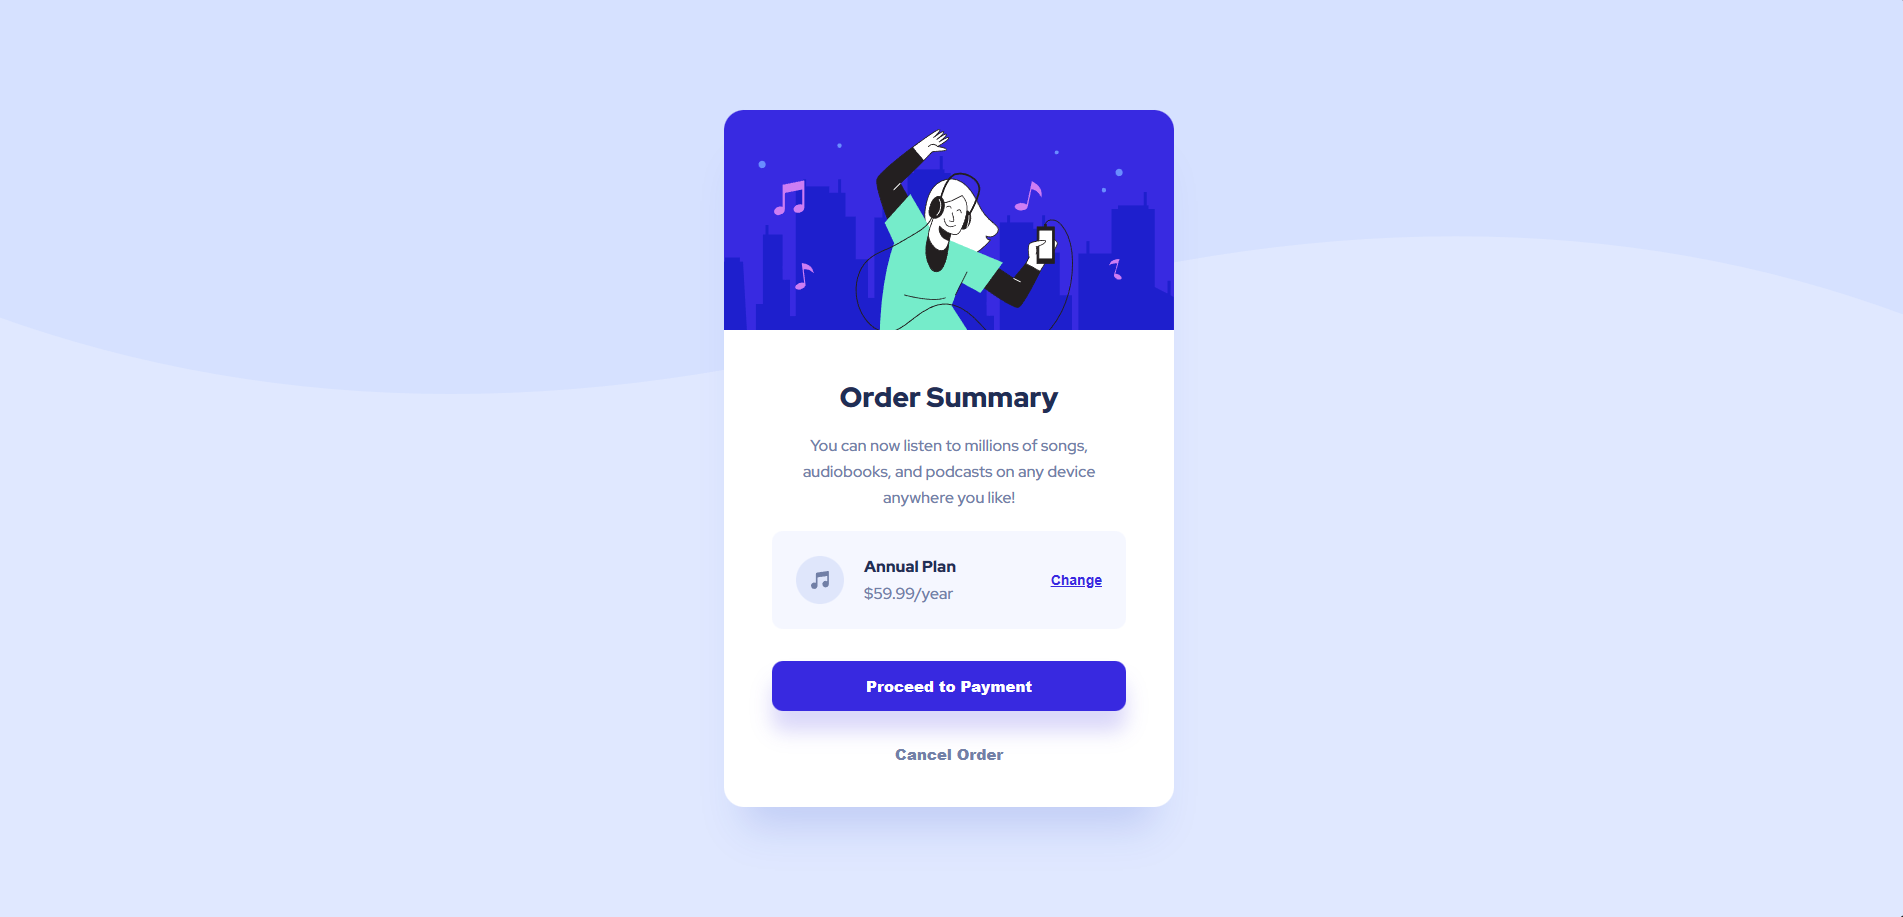 Order Summary
You can now listen to millions of songs,
audiobooks, and podcasts on any device
anywhere you like!
Annual Plan
$59.99/year
Change
Proceed to Payment
Cancel Order